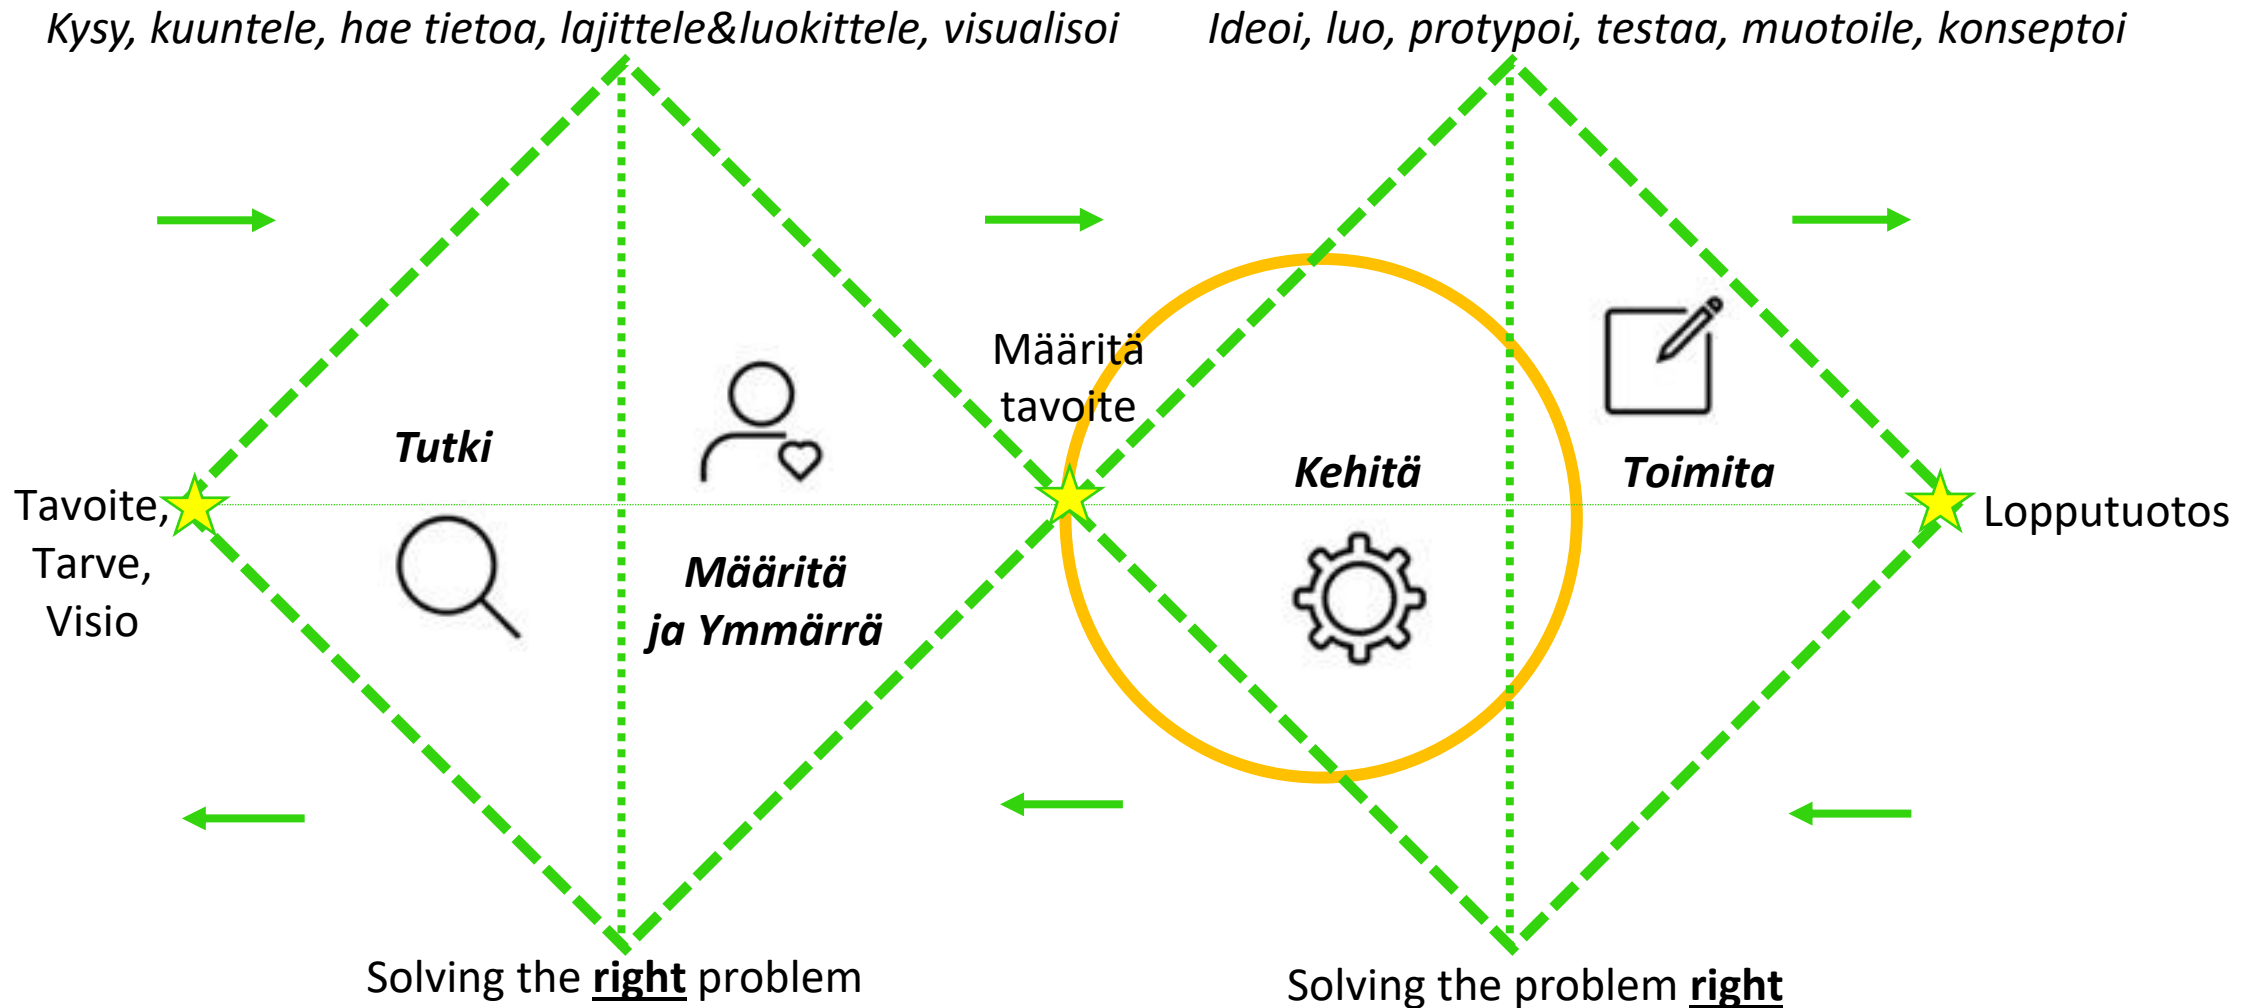 Kysy, kuuntele, hae tietoa, lajittele&luokittele, visualisoi
Ideoi, luo, protypoi, testaa, muotoile, konseptoi
Määritä
tavoite
Tutki
Kehitä
Toimita
Tavoite,
Tarve,
Visio
Lopputuotos
Määritä
ja Ymmärrä
Solving the right problem
Solving the problem right